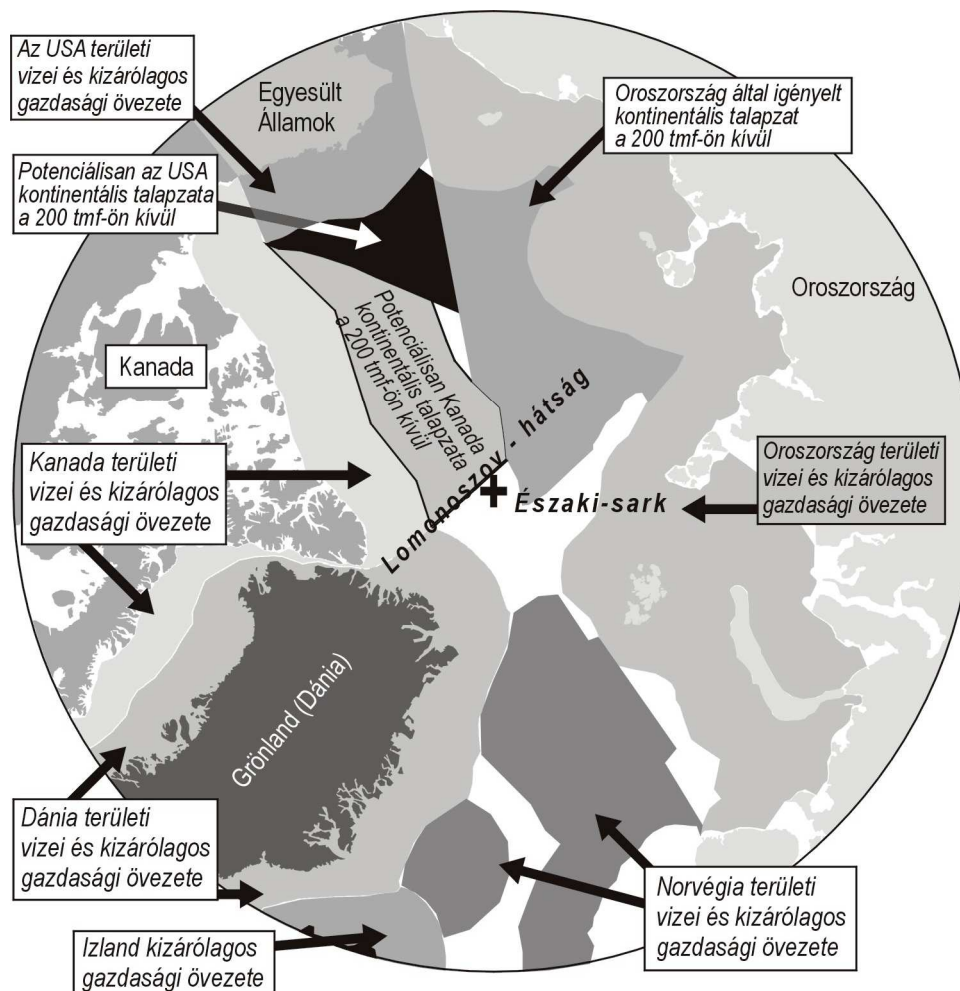 Az USA területi
vizei és kizárólagos
gazdasági övezete
Egyesült
Államok
Oroszország által igényelt
kontinentális talapzat
a 200 tmf-ön kívül
Potenciálisan az USA
kontinentális talapzata
a 200 tmf-ön kívül
Oroszország
Kanada
Potenciálisan Kanada
kontinentális talapzata
a 200 tmf-ön kívül
Lomonoszov - hátság
Kanada területi
vizei és kizárólagos
gazdasági övezete
Oroszország területi
vizei és kizárólagos
gazdasági övezete
Északi-sark
Grönland (Dánia)
Dánia területi
vizei és kizárólagos
gazdasági övezete
Norvégia területi
vizei és kizárólagos
gazdasági övezete
Izland kizárólagos
gazdasági övezete